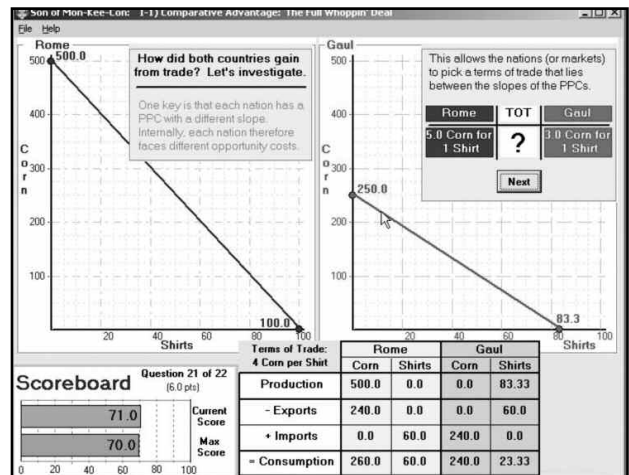 Son of Mon-Kee-Con: 1-1) Comparative Advantage: The Full Whoppin' Deal
File Help
Rome
500.0
How did both countries gain
from trade? Let's investigate.
One key is that each nation has a
PPC with a different slope.
Internally, each nation therefore
faces different opportunity costs.
500
400
300
200
100
Corn
100.0
20 40 60 80 100
Shirts
Gaul
This allows the nations (or markets)
to pick a terms of trade that lies
between the slopes of the PPCs.
Rome TOT Gaul
5.0 Corn for
1 Shirt
?
3.0 Corn for
1 Shirt
Next
500
400
300
200
100
Corn
250.0
83.3
20 40 60 80 100
Shirts
Scoreboard
Question 21 of 22
(6.0 pts)
71.0 Current
Score
70.0 Max
Score
0 20 40 60 80 100
Terms of Trade:
4 Corn per Shirt
Rome Gaul
Corn Shirts Corn Shirts
Production 500.0 0.0 0.0 83.33
- Exports 240.0 0.0 0.0 60.0
+ Imports 0.0 60.0 240.0 0.0
= Consumption 260.0 60.0 240.0 23.33